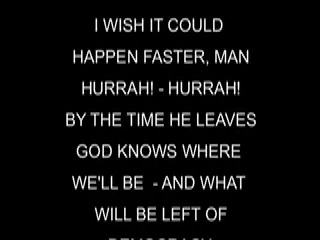 I WISH IT COULD
HAPPEN FASTER, MAN
HURRAH! - HURRAH!
BY THE TIME HE LEAVES
GOD KNOWS WHERE
WE'LL BE - AND WHAT
WILL BE LEFT OF
DEMOCRACY